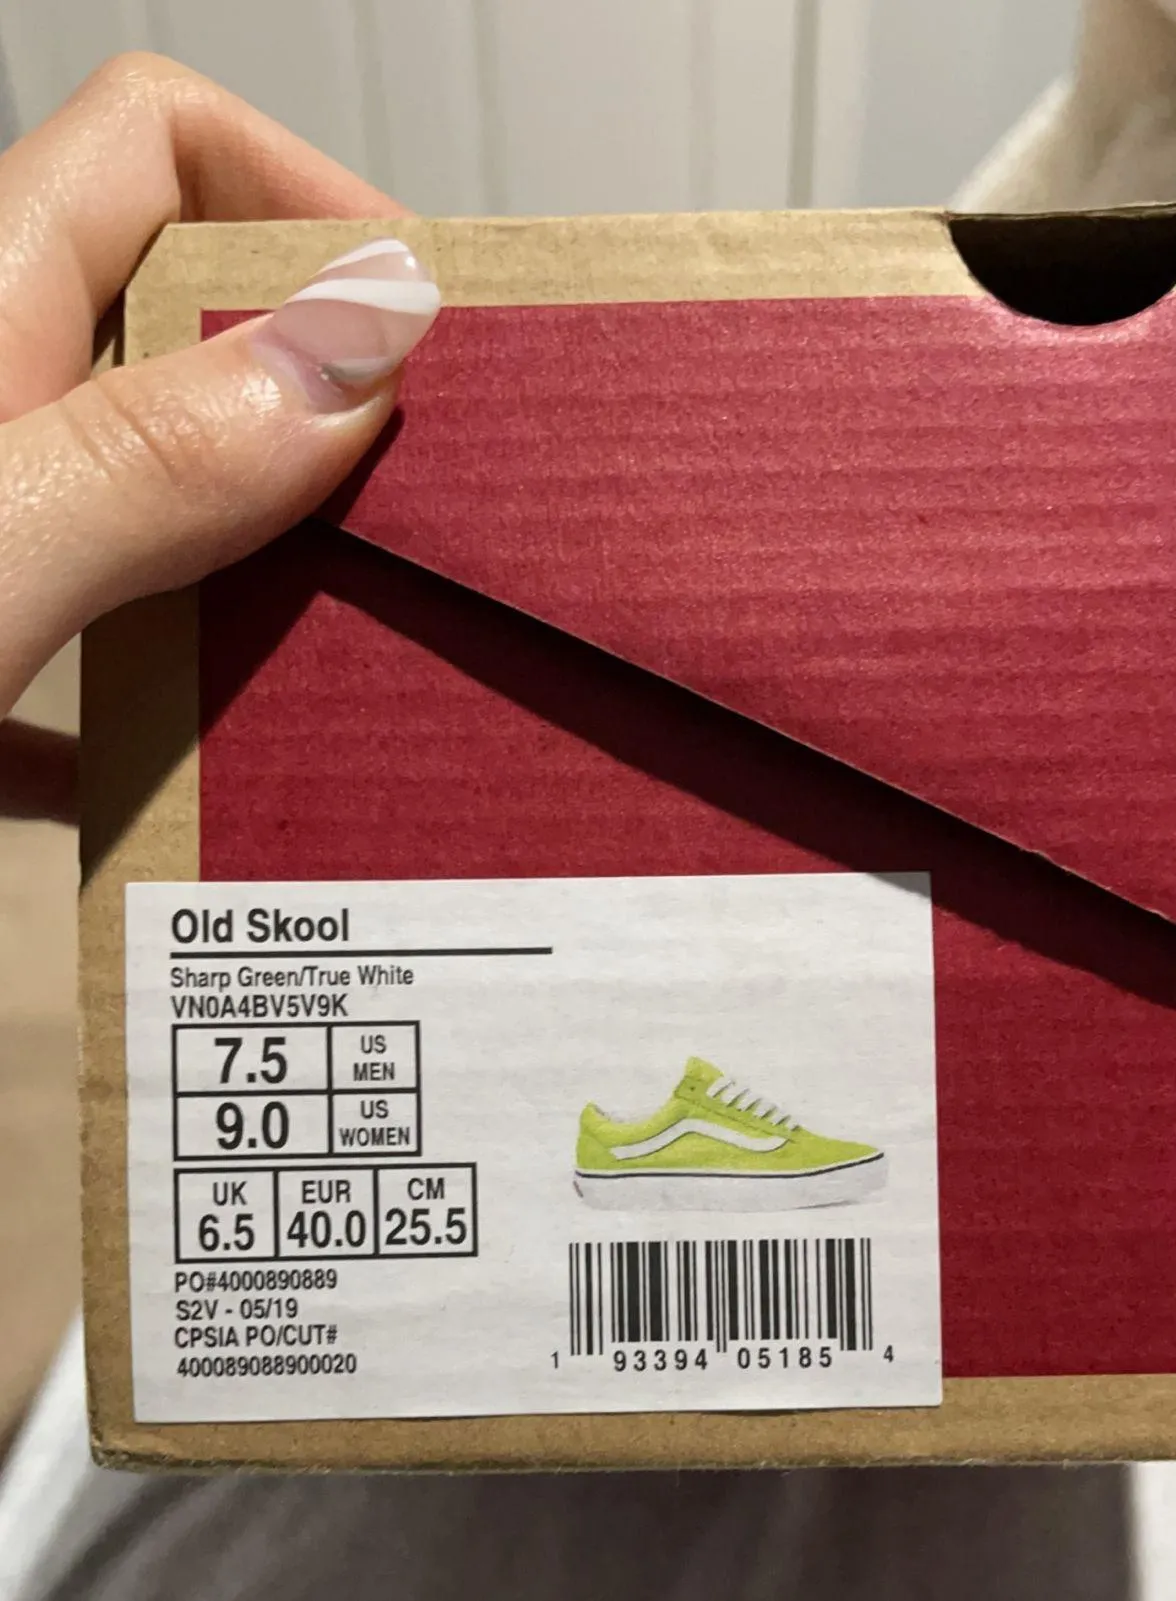 Old Skool
Sharp Green/True White
VN0A4BV5V9K
7.5 US MEN
9.0 US WOMEN
UK EUR CM
6.5 40.0 25.5
PO#4000890889
S2V - 05/19
CPSIA PO/CUT#
400089088900020
1 93394 05185 4